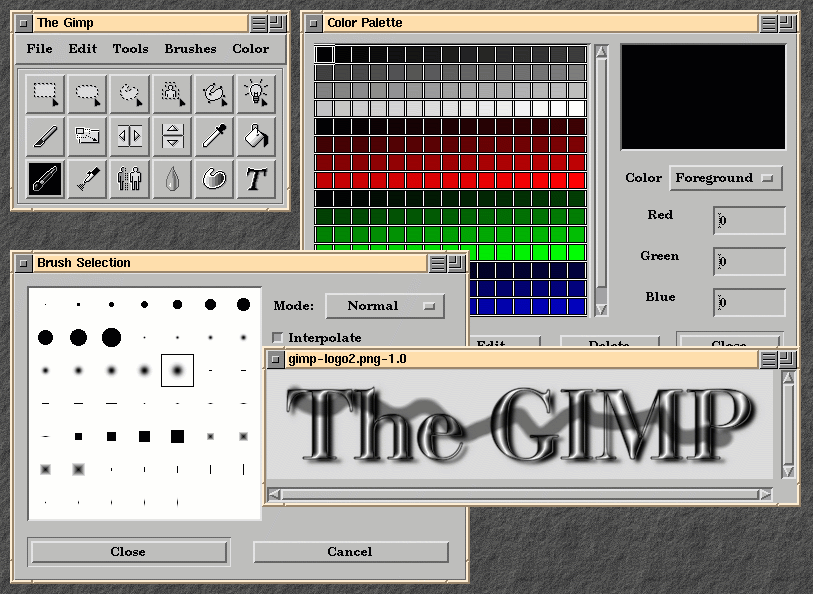 The Gimp
File Edit Tools Brushes Color
T
Color Palette
Color Foreground
Red 0
Green 0
Blue 0
Edit Delete Close
Brush Selection
Mode: Normal
Interpolate
Close Cancel
gimp-logo2.png-1.0
The GIMP